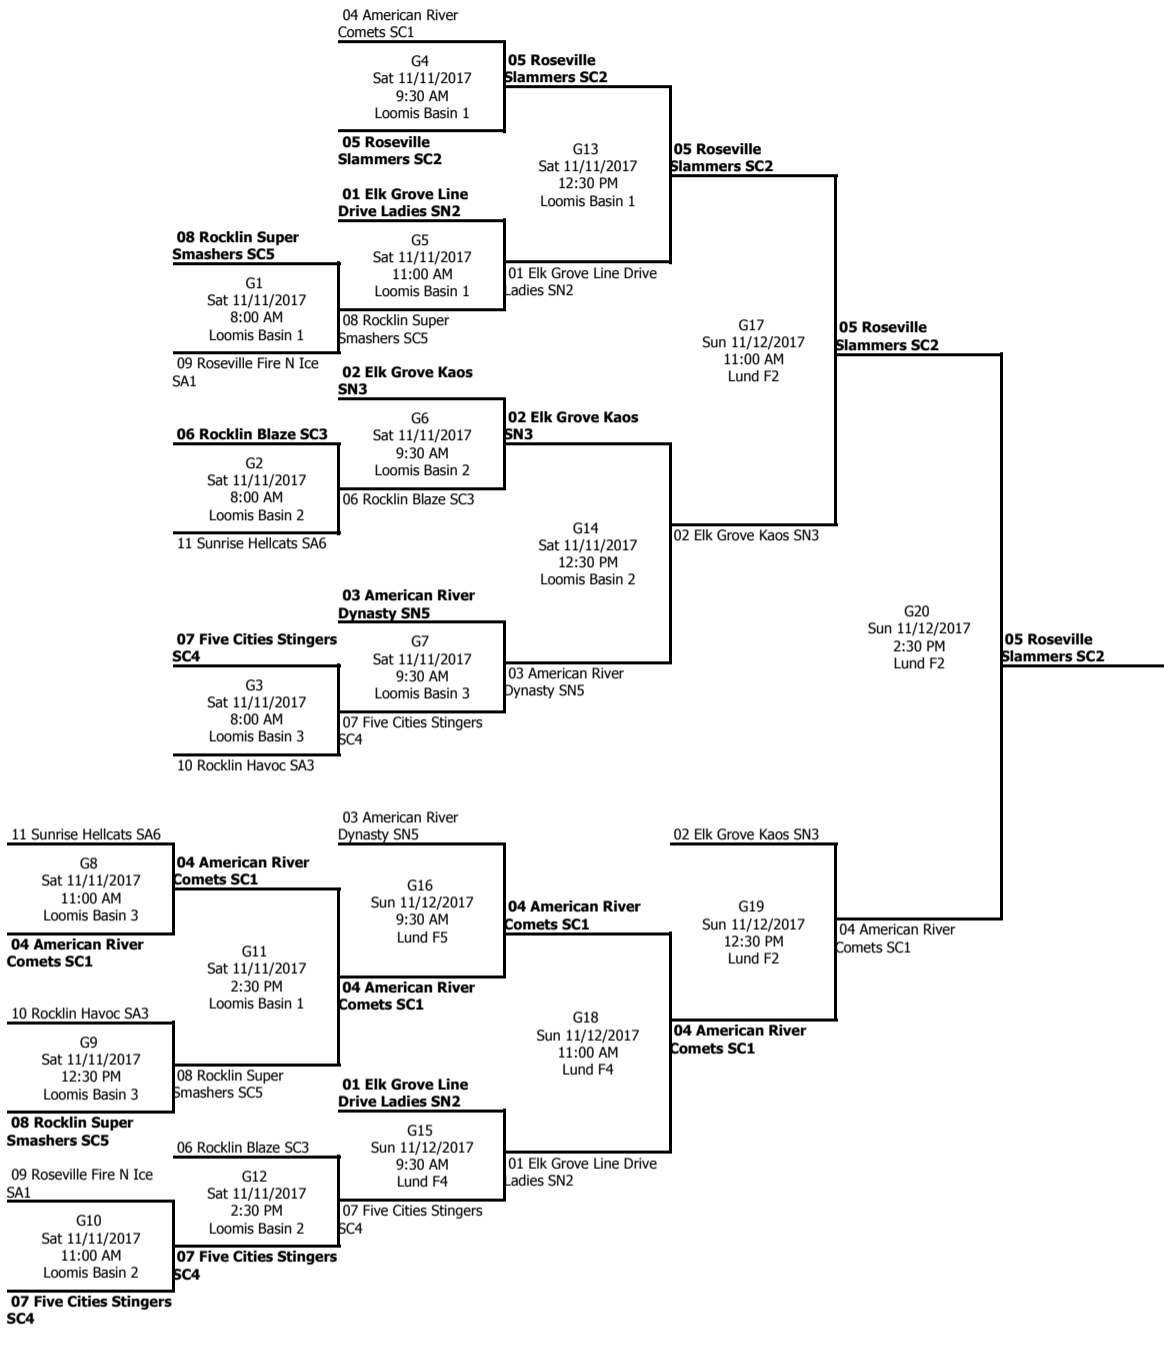 04 American River
Comets SC1
G4
Sat 11/11/2017
9:30 AM
Loomis Basin 1
05 Roseville
Slammers SC2
05 Roseville
Slammers SC2
G13
Sat 11/11/2017
12:30 PM
Loomis Basin 1
05 Roseville
Slammers SC2
01 Elk Grove Line
Drive Ladies SN2
08 Rocklin Super
Smashers SC5
G5
Sat 11/11/2017
11:00 AM
Loomis Basin 1
01 Elk Grove Line Drive
Ladies SN2
G1
Sat 11/11/2017
8:00 AM
Loomis Basin 1
08 Rocklin Super
Smashers SC5
09 Roseville Fire N Ice
SA1
G17
Sun 11/12/2017
11:00 AM
Lund F2
05 Roseville
Slammers SC2
02 Elk Grove Kaos
SN3
G6
Sat 11/11/2017
9:30 AM
Loomis Basin 2
02 Elk Grove Kaos
SN3
06 Rocklin Blaze SC3
G2
Sat 11/11/2017
8:00 AM
Loomis Basin 2
06 Rocklin Blaze SC3
11 Sunrise Hellcats SA6
G14
Sat 11/11/2017
12:30 PM
Loomis Basin 2
02 Elk Grove Kaos SN3
03 American River
Dynasty SN5
07 Five Cities Stingers
SC4
G7
Sat 11/11/2017
9:30 AM
Loomis Basin 3
03 American River
Dynasty SN5
G3
Sat 11/11/2017
8:00 AM
Loomis Basin 3
07 Five Cities Stingers
SC4
10 Rocklin Havoc SA3
G20
Sun 11/12/2017
2:30 PM
Lund F2
05 Roseville
Slammers SC2
11 Sunrise Hellcats SA6
G8
Sat 11/11/2017
11:00 AM
Loomis Basin 3
04 American River
Comets SC1
04 American River
Comets SC1
03 American River
Dynasty SN5
G16
Sun 11/12/2017
9:30 AM
Lund F5
04 American River
Comets SC1
02 Elk Grove Kaos SN3
G19
Sun 11/12/2017
12:30 PM
Lund F2
04 American River
Comets SC1
G11
Sat 11/11/2017
2:30 PM
Loomis Basin 1
04 American River
Comets SC1
10 Rocklin Havoc SA3
G9
Sat 11/11/2017
12:30 PM
Loomis Basin 3
08 Rocklin Super
Smashers SC5
08 Rocklin Super
Smashers SC5
G18
Sun 11/12/2017
11:00 AM
Lund F4
04 American River
Comets SC1
01 Elk Grove Line
Drive Ladies SN2
G15
Sun 11/12/2017
9:30 AM
Lund F4
01 Elk Grove Line Drive
Ladies SN2
06 Rocklin Blaze SC3
G12
Sat 11/11/2017
2:30 PM
Loomis Basin 2
07 Five Cities Stingers
SC4
09 Roseville Fire N Ice
SA1
G10
Sat 11/11/2017
11:00 AM
Loomis Basin 2
07 Five Cities Stingers
SC4
07 Five Cities Stingers
SC4